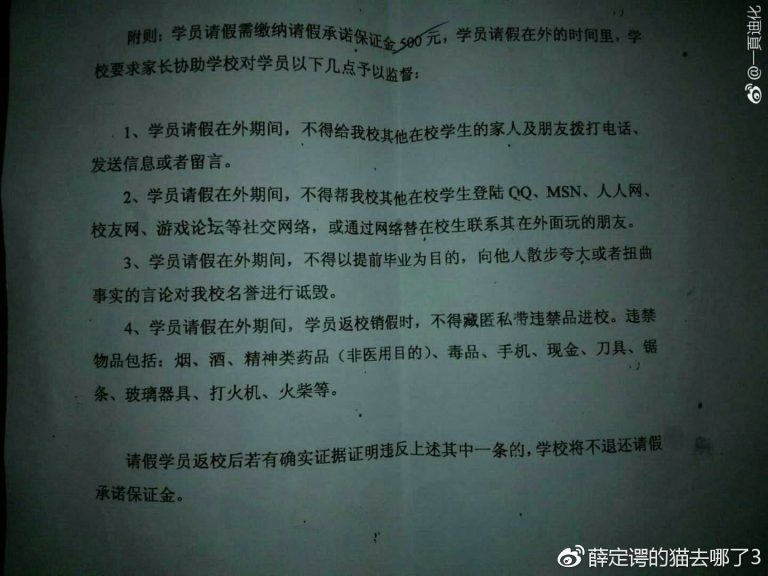 附则：学员请假需缴纳请假承诺保证金 500 元，学员请假在外的时间里，学
校要求家长协助学校对学员以下几点予以监督：
1、学员请假在外期间，不得给我校其他在校学生的家人及朋友拨打电话、
发送信息或者留言。
2、学员请假在外期间，不得帮我校其他在校学生登陆 QQ、MSN、人人网、
校友网、游戏论坛等社交网络，或通过网络替在校生联系其在外面玩的朋友。
3、学员请假在外期间，不得以提前毕业为目的，向他人散步夸大或者扭曲
事实的言论对我校名誉进行诋毁。
4、学员请假在外期间，学员返校销假时，不得藏匿私带违禁品进校。违禁
物品包括：烟、酒、精神类药品（非医用目的）、毒品、手机、现金、刀具、锯
条、玻璃器具、打火机、火柴等。
请假学员返校后若有确实证据证明违反上述其中一条的，学校将不退还请假
承诺保证金。
@一頁迪化
薛定谔的猫去哪了3